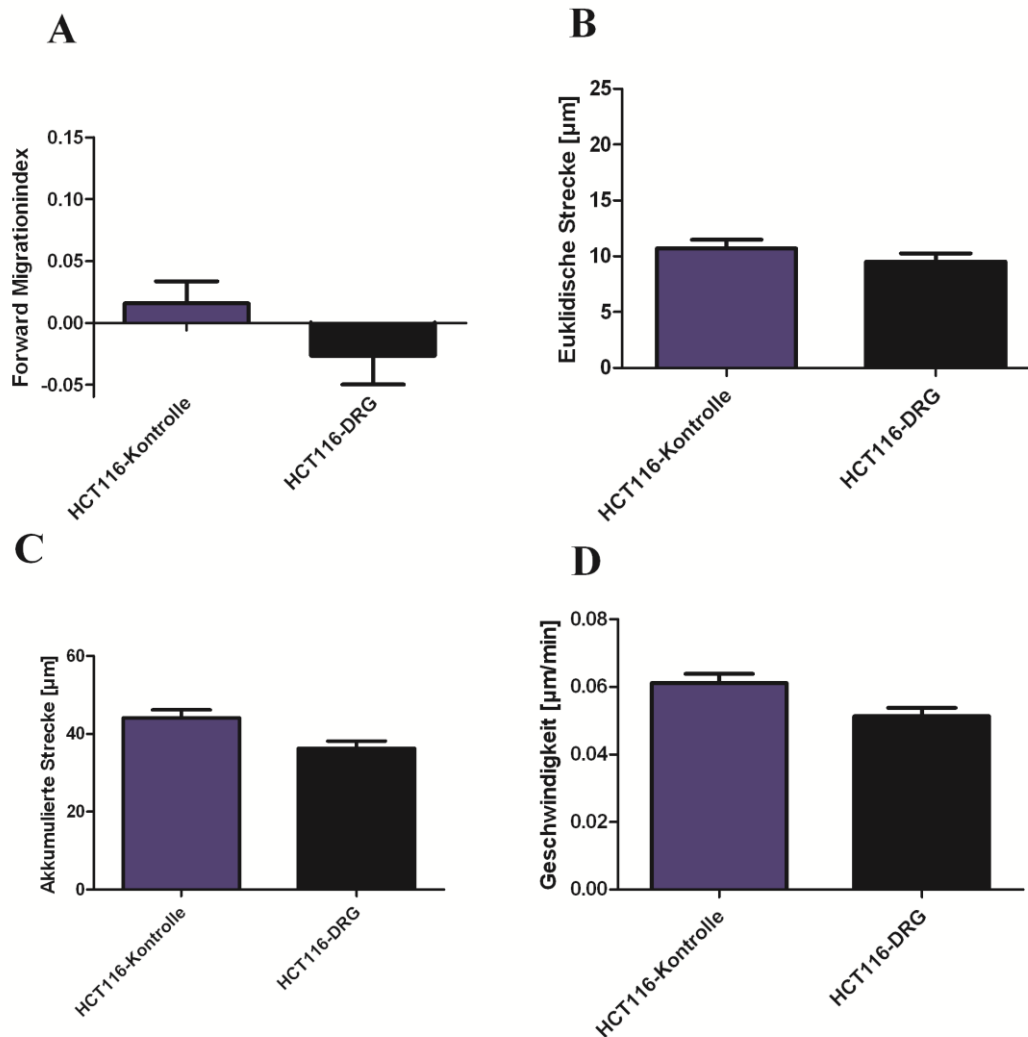 A
Forward Migrationindex
0.15
0.10
0.05
0.00
-0.05
HCT116-Kontrolle
HCT116-DRG
B
Euklidische Strecke [µm]
25
20
15
10
5
0
HCT116-Kontrolle
HCT116-DRG
C
Akkumulierte Strecke [µm]
60
40
20
0
HCT116-Kontrolle
HCT116-DRG
D
Geschwindigkeit [µm/min]
0.08
0.06
0.04
0.02
0.00
HCT116-Kontrolle
HCT116-DRG